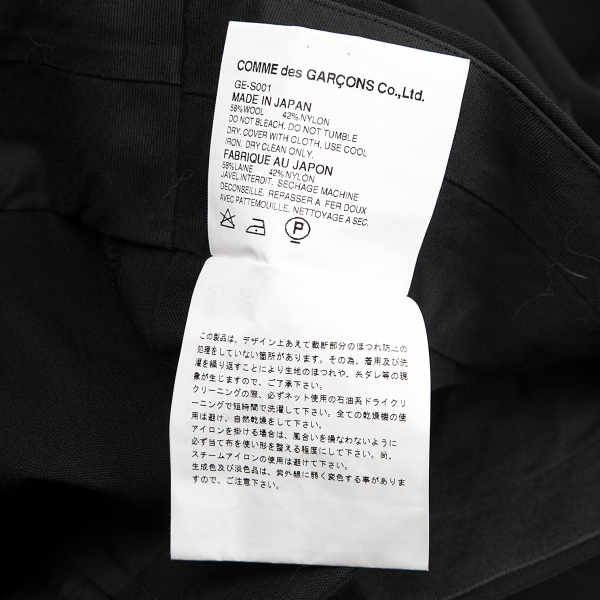 COMME des GARÇONS Co.,Ltd.
GE-S001
MADE IN JAPAN
58%WOOL 42%NYLON
DO NOT BLEACH. DO NOT TUMBLE
DRY. COVER WITH CLOTH, USE COOL
IRON. DRY CLEAN ONLY.
FABRIQUE AU JAPON
58%LAINE 42%NYLON
JAVEL INTERDIT. SECHAGE MACHINE
DECONSEILLE. REPASSER A FER DOUX
AVEC PATTEMOUILLE. NETTOYAGE A SEC.
P
この製品は、デザイン上あえて裁断部分のほつれ防止の
処理をしていない箇所があります。その為、着用及び洗
濯を繰り返すことにより生地のほつれや、糸ダレ等の現
象が生じますので、ご了承下さい。
クリーニングの際、必ずネット使用の石油系ドライクリ
ーニングで短時間で洗濯して下さい。全ての乾燥機の使
用は避け、自然乾燥をして下さい。
アイロンを掛ける場合は、風合いを損なわないように
必ず当て布を使い形を整える程度にして下さい。尚、
スチームアイロンの使用は避けて下さい。
生成色及び淡色品は、紫外線に弱く変色する事がありま
すので、ご注意下さい。